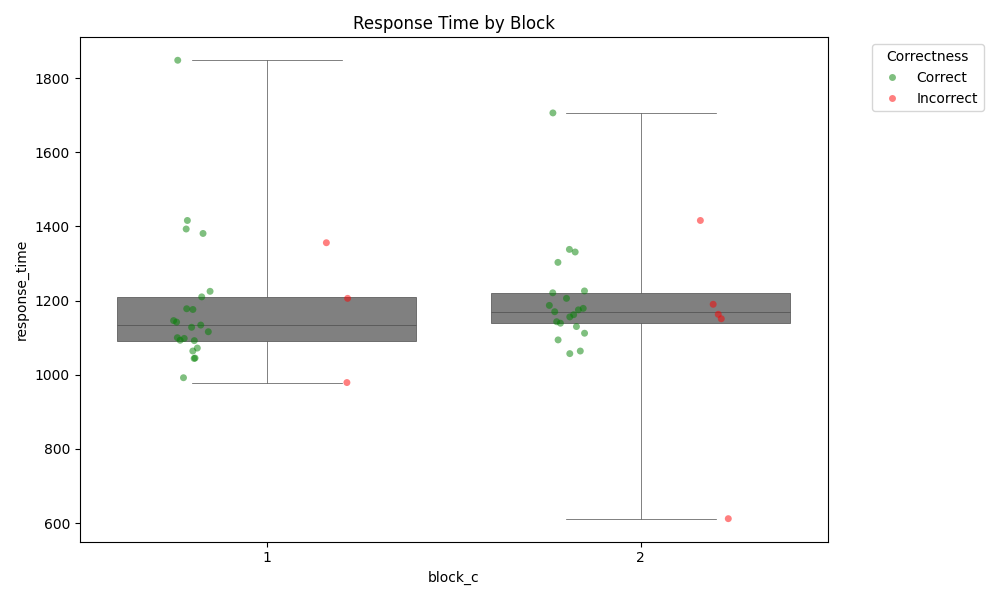 Response Time by Block
Correctness
Correct
Incorrect
1800
1600
1400
1200
1000
800
600
response_time
1
2
block_c